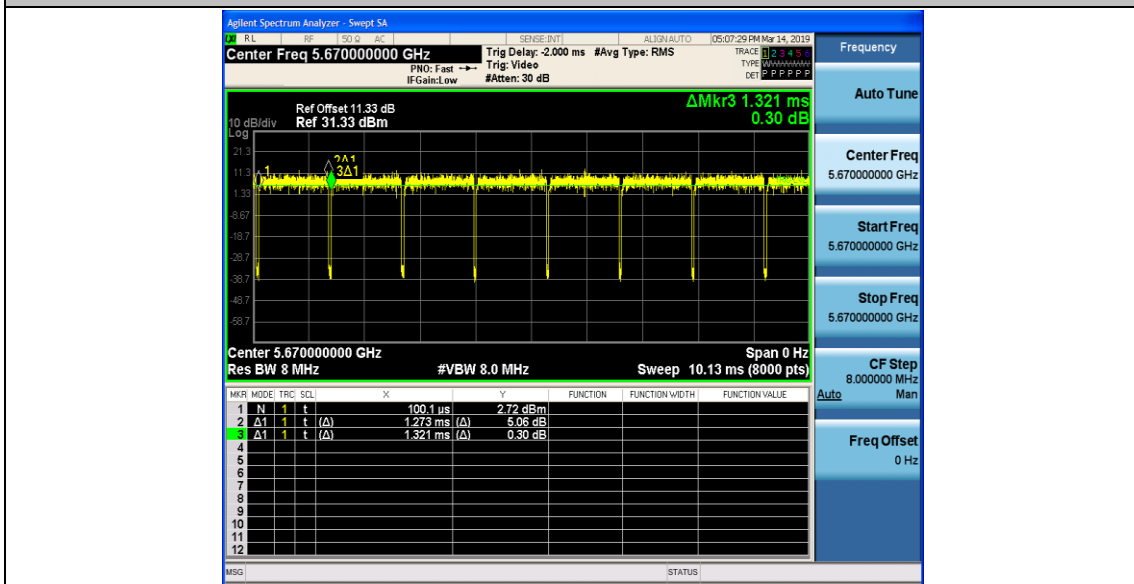 Agilent Spectrum Analyzer - Swept SA
RL RF 50 Ω AC SENSE:INT ALIGN AUTO 05:07:29 PM Mar 14, 2019
Center Freq 5.670000000 GHz
Trig Delay: -2.000 ms #Avg Type: RMS
TRACE 1 2 3 4 5 6
PNO: Fast Trig: Video
TYPE
IFGain:Low #Atten: 30 dB
DET P P P P P P
Frequency
Auto Tune
Center Freq
5.670000000 GHz
Start Freq
5.670000000 GHz
Stop Freq
5.670000000 GHz
CF Step
8.000000 MHz
Auto Man
Freq Offset
0 Hz
ΔMkr3 1.321 ms
0.30 dB
Ref Offset 11.33 dB
10 dB/div Ref 31.33 dBm
Log
21.3
11.3
1.33
-8.67
-18.7
-28.7
-38.7
-48.7
-58.7
1
2Δ1
3Δ1
Center 5.670000000 GHz Span 0 Hz
Res BW 8 MHz #VBW 8.0 MHz Sweep 10.13 ms (8000 pts)
MKR MODE TRC SCL X Y FUNCTION FUNCTION WIDTH FUNCTION VALUE
1 N 1 t 100.1 µs 2.72 dBm
2 Δ1 1 t (Δ) 1.273 ms (Δ) 5.06 dB
3 Δ1 1 t (Δ) 1.321 ms (Δ) 0.30 dB
4
5
6
7
8
9
10
11
12
MSG STATUS